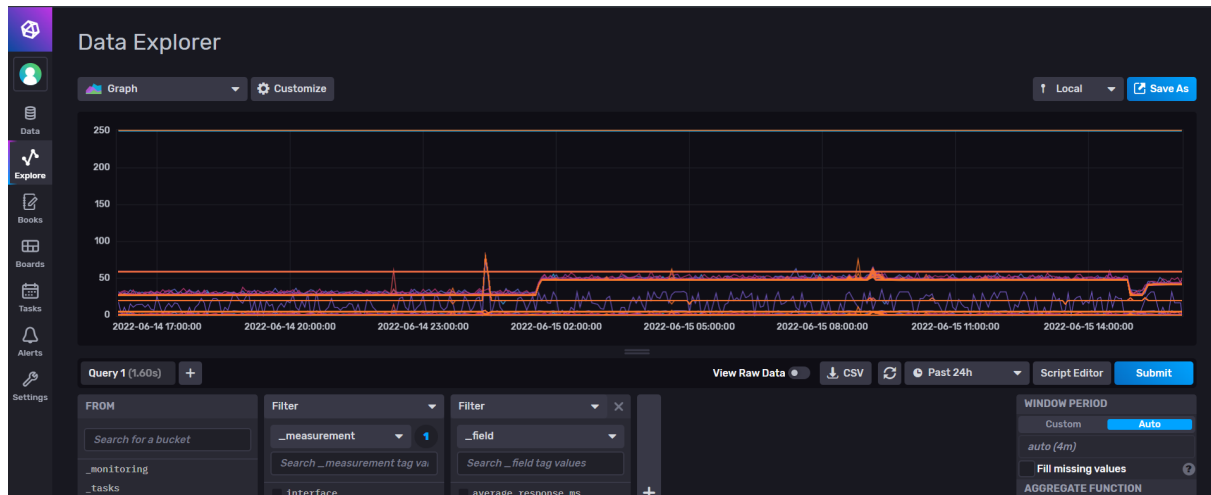 Data Explorer
Graph
Customize
Local
Save As
Data
Explore
Books
Boards
Tasks
Alerts
Settings
250
200
150
100
50
0
2022-06-14 17:00:00
2022-06-14 20:00:00
2022-06-14 23:00:00
2022-06-15 02:00:00
2022-06-15 05:00:00
2022-06-15 08:00:00
2022-06-15 11:00:00
2022-06-15 14:00:00
Query 1 (1.60s)
+
View Raw Data
CSV
Past 24h
Script Editor
Submit
FROM
Search for a bucket
_monitoring
_tasks
Filter
_measurement
1
Search _measurement tag val
interface
Filter
_field
Search _field tag values
average_response_ms
+
WINDOW PERIOD
Custom
Auto
auto (4m)
Fill missing values
?
AGGREGATE FUNCTION